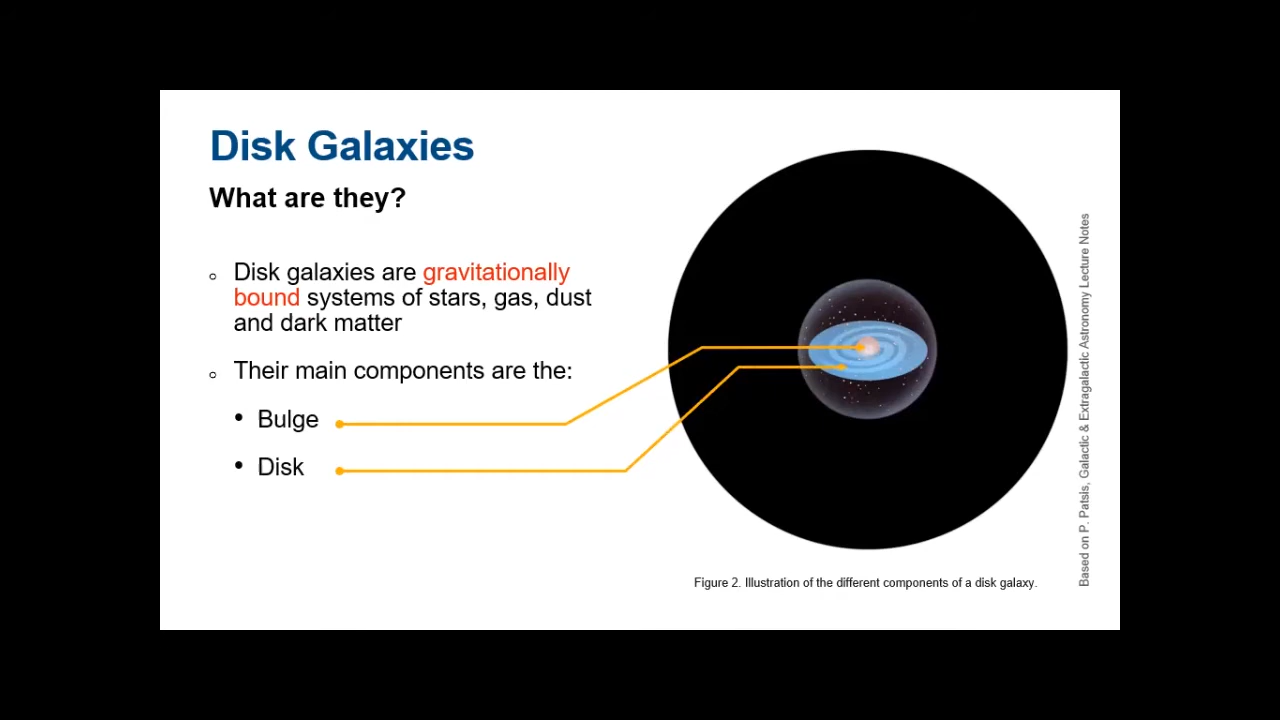 Disk Galaxies
What are they?
Disk galaxies are gravitationally
bound systems of stars, gas, dust
and dark matter
Their main components are the:
Bulge
Disk
Figure 2. Illustration of the different components of a disk galaxy.
Based on P. Patsis, Galactic & Extragalactic Astronomy Lecture Notes